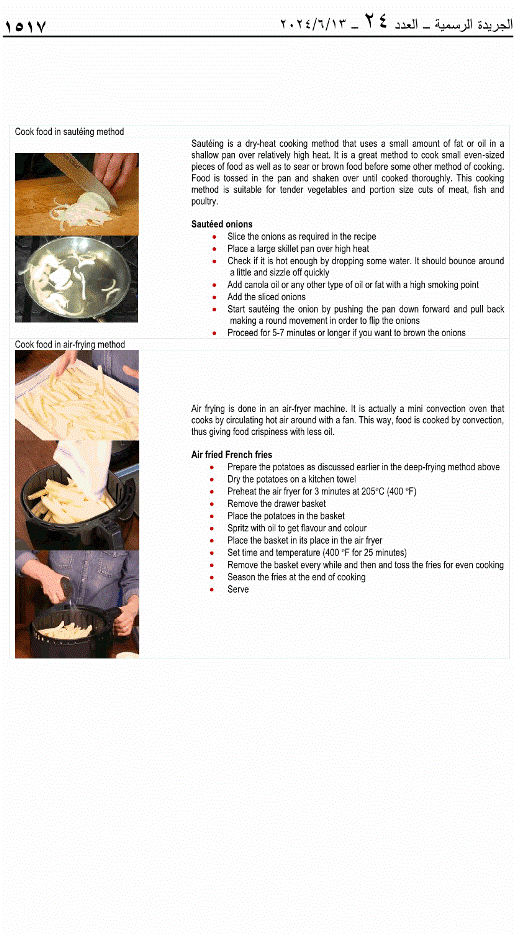 الجريدة الرسمية – العدد ٢٤ – ٢٠٢٤/٦/١٣
١٥١٧
Cook food in sautéing method
Sautéing is a dry-heat cooking method that uses a small amount of fat or oil in a
shallow pan over relatively high heat. It is a great method to cook small even-sized
pieces of food as well as to sear or brown food before some other method of cooking.
Food is tossed in the pan and shaken over until cooked thoroughly. This cooking
method is suitable for tender vegetables and portion size cuts of meat, fish and
poultry.
Sautéed onions
• Slice the onions as required in the recipe
• Place a large skillet pan over high heat
• Check if it is hot enough by dropping some water. It should bounce around
a little and sizzle off quickly
• Add canola oil or any other type of oil or fat with a high smoking point
• Add the sliced onions
• Start sautéing the onion by pushing the pan down forward and pull back
making a round movement in order to flip the onions
• Proceed for 5-7 minutes or longer if you want to brown the onions
Cook food in air-frying method
Air frying is done in an air-fryer machine. It is actually a mini convection oven that
cooks by circulating hot air around with a fan. This way, food is cooked by convection,
thus giving food crispiness with less oil.
Air fried French fries
• Prepare the potatoes as discussed earlier in the deep-frying method above
• Dry the potatoes on a kitchen towel
• Preheat the air fryer for 3 minutes at 205°C (400 °F)
• Remove the drawer basket
• Place the potatoes in the basket
• Spritz with oil to get flavour and colour
• Place the basket in its place in the air fryer
• Set time and temperature (400 °F for 25 minutes)
• Remove the basket every while and then and toss the fries for even cooking
• Season the fries at the end of cooking
• Serve